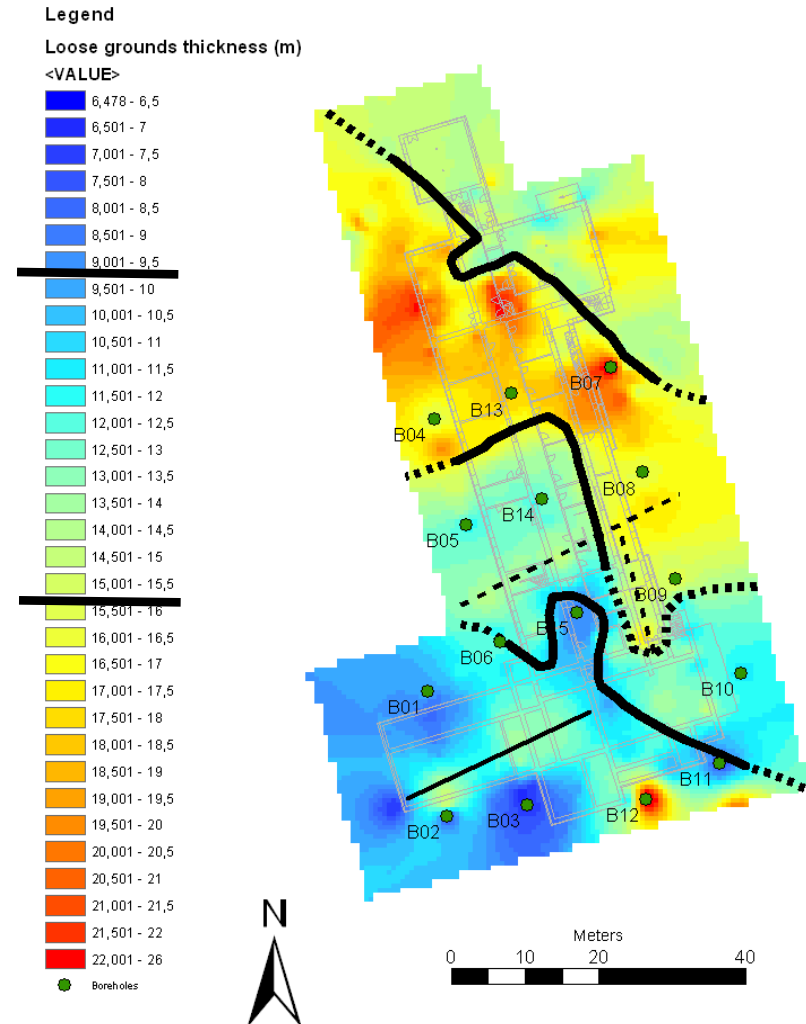 Legend
Loose grounds thickness (m)
<VALUE>
6,478 - 6,5
6,501 - 7
7,001 - 7,5
7,501 - 8
8,001 - 8,5
8,501 - 9
9,001 - 9,5
9,501 - 10
10,001 - 10,5
10,501 - 11
11,001 - 11,5
11,501 - 12
12,001 - 12,5
12,501 - 13
13,001 - 13,5
13,501 - 14
14,001 - 14,5
14,501 - 15
15,001 - 15,5
15,501 - 16
16,001 - 16,5
16,501 - 17
17,001 - 17,5
17,501 - 18
18,001 - 18,5
18,501 - 19
19,001 - 19,5
19,501 - 20
20,001 - 20,5
20,501 - 21
21,001 - 21,5
21,501 - 22
22,001 - 26
Boreholes
B07
B13
B04
B08
B14
B05
B09
B15
B06
B10
B01
B11
B03
B12
B02
N
Meters
0 10 20 40